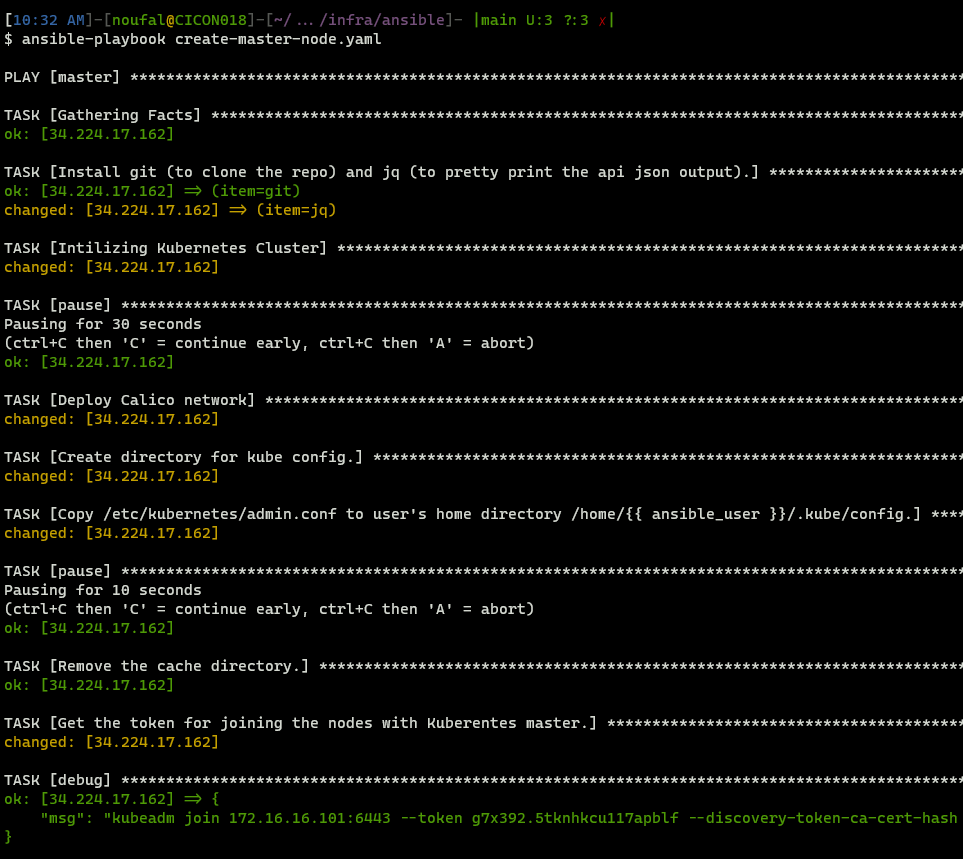 [10:32 AM]-[noufal@CICON018]-[~/ … /infra/ansible]- |main U:3 ?:3 ✗|
$ ansible-playbook create-master-node.yaml
PLAY [master] *********************************************************************************************
TASK [Gathering Facts] ************************************************************************************
ok: [34.224.17.162]
TASK [Install git (to clone the repo) and jq (to pretty print the api json output).] **********************
ok: [34.224.17.162] => (item=git)
changed: [34.224.17.162] => (item=jq)
TASK [Intilizing Kubernetes Cluster] **********************************************************************
changed: [34.224.17.162]
TASK [pause] **********************************************************************************************
Pausing for 30 seconds
(ctrl+C then 'C' = continue early, ctrl+C then 'A' = abort)
ok: [34.224.17.162]
TASK [Deploy Calico network] ******************************************************************************
changed: [34.224.17.162]
TASK [Create directory for kube config.] ******************************************************************
changed: [34.224.17.162]
TASK [Copy /etc/kubernetes/admin.conf to user's home directory /home/{{ ansible_user }}/.kube/config.] ****
changed: [34.224.17.162]
TASK [pause] **********************************************************************************************
Pausing for 10 seconds
(ctrl+C then 'C' = continue early, ctrl+C then 'A' = abort)
ok: [34.224.17.162]
TASK [Remove the cache directory.] ************************************************************************
ok: [34.224.17.162]
TASK [Get the token for joining the nodes with Kuberentes master.] ****************************************
changed: [34.224.17.162]
TASK [debug] **********************************************************************************************
ok: [34.224.17.162] => {
    "msg": "kubeadm join 172.16.16.101:6443 --token g7x392.5tknhkcu117apblf --discovery-token-ca-cert-hash
}